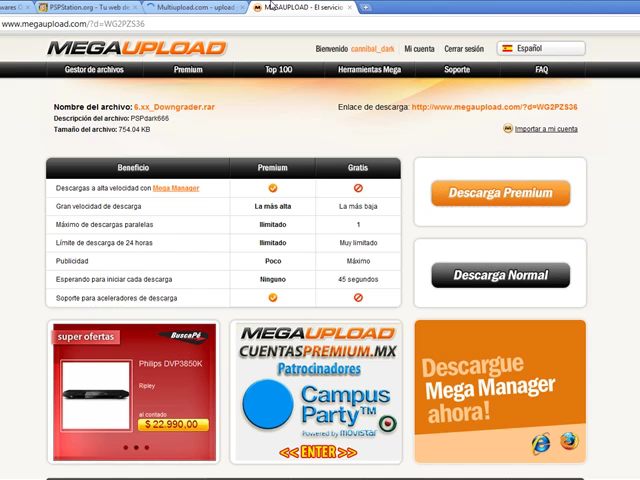 wares D
PSPStation.org - Tu web de
Multiupload.com - upload
MEGAUPLOAD - El servicio
www.megaupload.com/?d=WG2PZS36
MEGAUPLOAD
Bienvenido cannibal_dark
Mi cuenta
Cerrar sesión
Español
Gestor de archivos
Premium
Top 100
Herramientas Mega
Soporte
FAQ
Nombre del archivo: 6.xx_Downgrader.rar
Enlace de descarga: http://www.megaupload.com/?d=WG2PZS36
Descripción del archivo: PSPdark666
Tamaño del archivo: 754.04 KB
Importar a mi cuenta
Beneficio Premium Gratis
Descargas a alta velocidad con Mega Manager
Gran velocidad de descarga La más alta La más baja
Máximo de descargas paralelas Ilimitado 1
Límite de descarga de 24 horas Ilimitado Muy limitado
Publicidad Poco Máximo
Esperando para iniciar cada descarga Ninguno 45 segundos
Soporte para aceleradores de descarga
Descarga Premium
Descarga Normal
super ofertas
BuscaPé
Philips DVP3850K
Ripley
al contado
$ 22.990,00
MEGAUPLOAD
CUENTASPREMIUM.MX
Patrocinadores
Campus
Party™
Powered by movistar
<< ENTER >>
Descargue
Mega Manager
ahora!